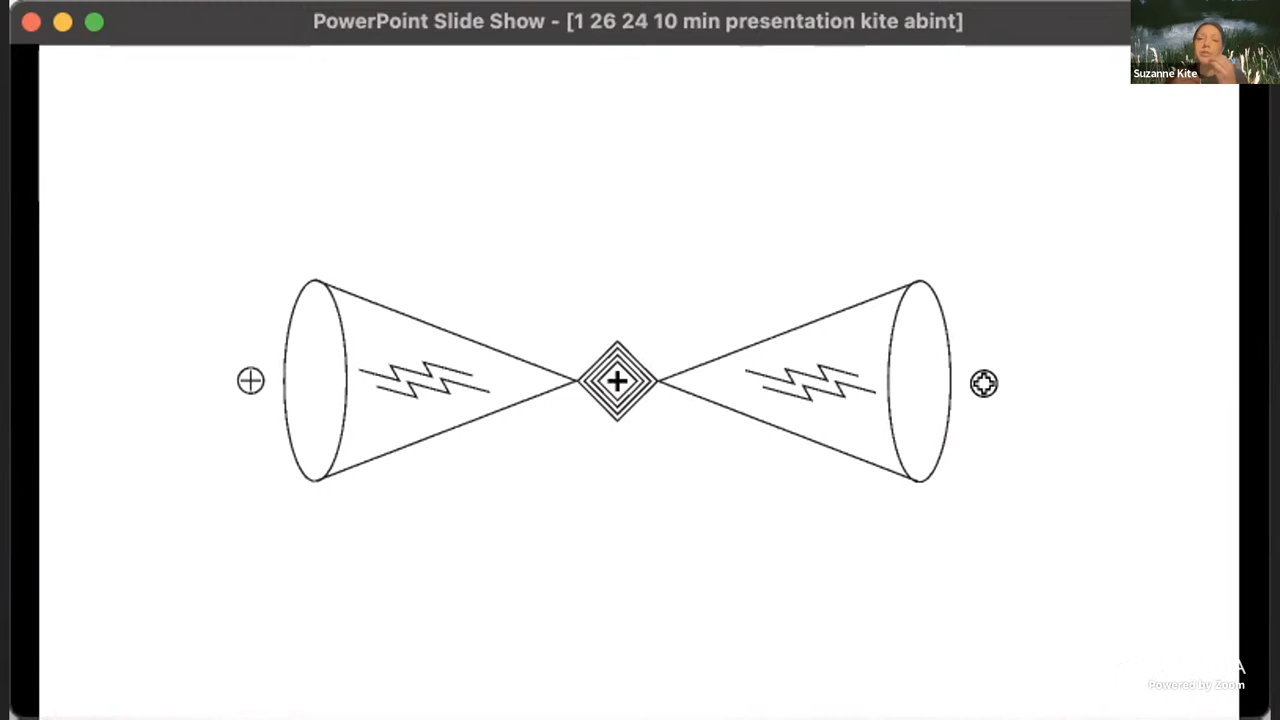 PowerPoint Slide Show - [1 26 24 10 min presentation kite abint]
Suzanne Kite
Powered by Zoom